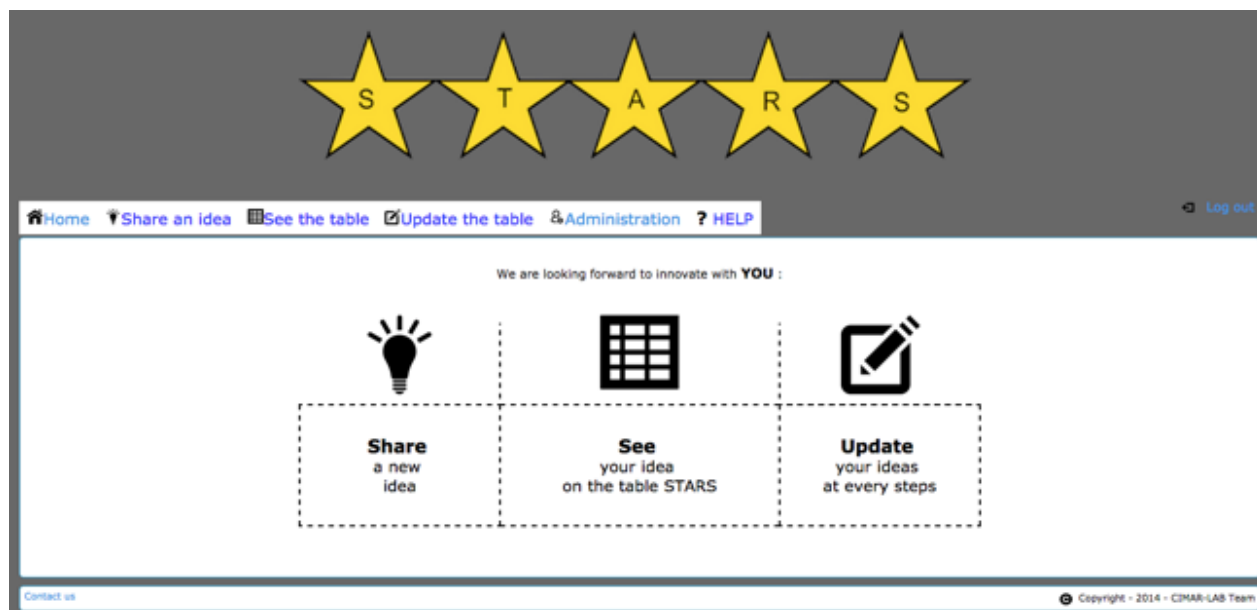 S T A R S
Home Share an idea See the table Update the table Administration ? HELP
Log out
We are looking forward to innovate with YOU :
Share
a new
idea
See
your idea
on the table STARS
Update
your ideas
at every steps
Contact us
Copyright - 2014 - CIMAR-LAB Team